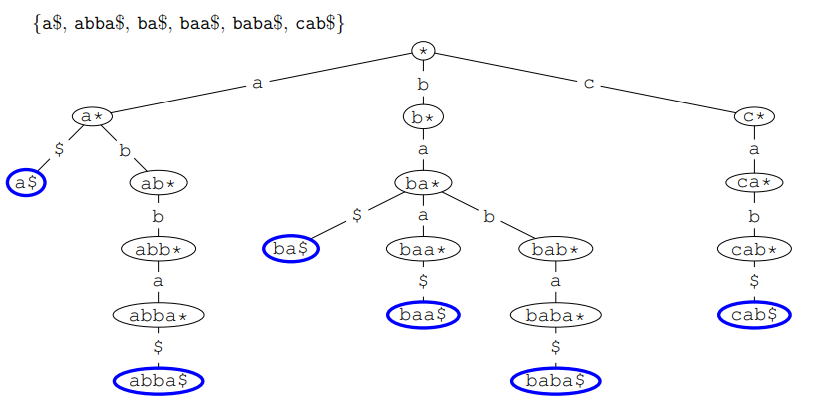 {a$, abba$, ba$, baa$, baba$, cab$}
*
a b c
a* b* c*
$ b a a
a$ ab* ba* ca*
b $ a b b
abb* ba$ baa* bab* cab*
a $ a $
abba* baa$ baba* cab$
$ $
abba$ baba$